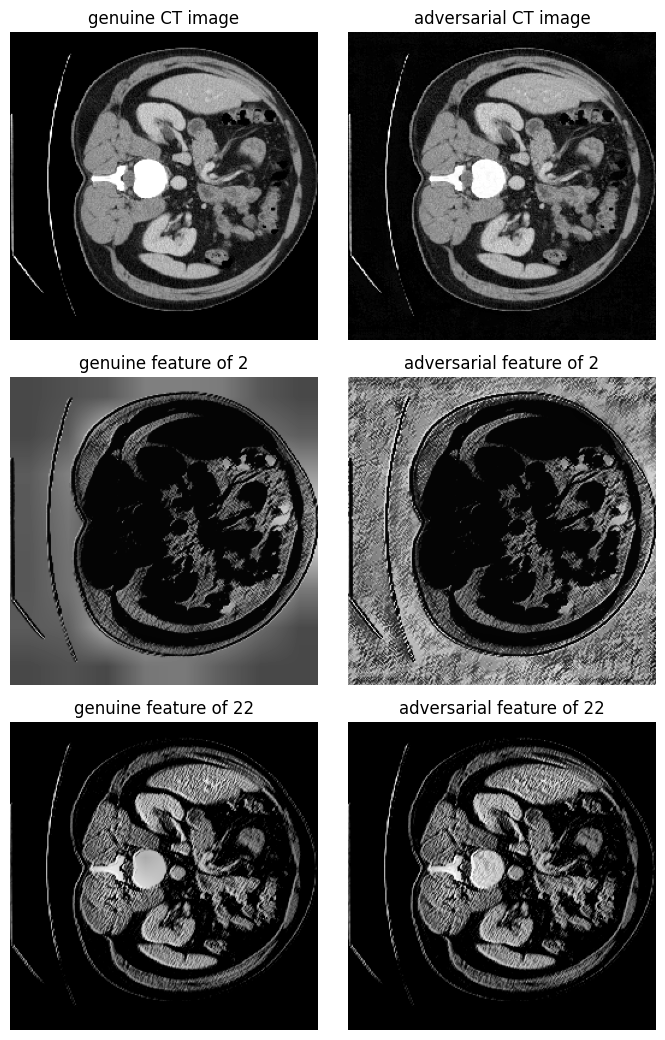 genuine CT image
adversarial CT image
genuine feature of 2
adversarial feature of 2
genuine feature of 22
adversarial feature of 22